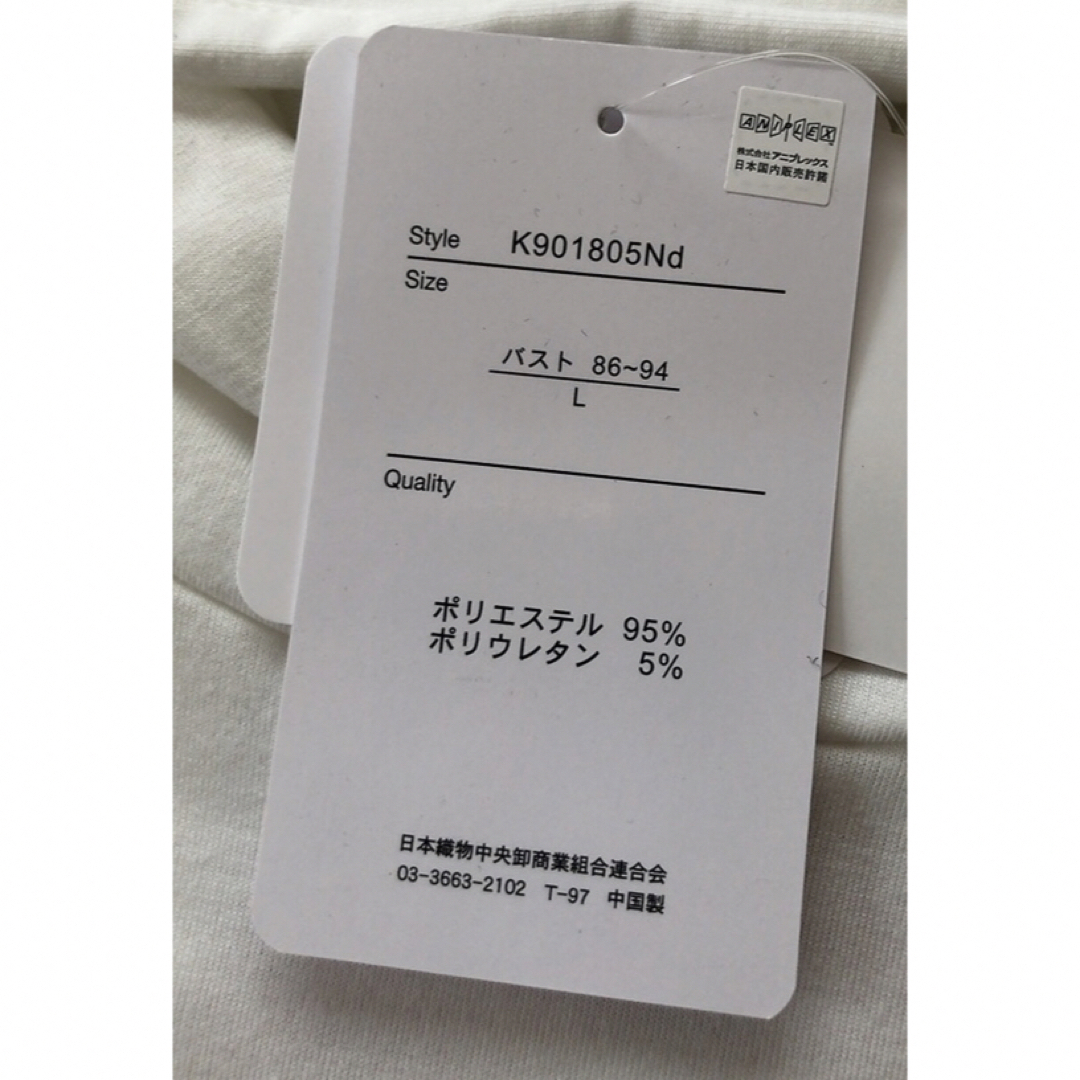 ANIPLEX
株式会社アニプレックス
日本国内販売許諾
Style K901805Nd
Size
バスト 86~94
L
Quality
ポリエステル 95%
ポリウレタン 5%
日本織物中央卸商業組合連合会
03-3663-2102 T-97 中国製